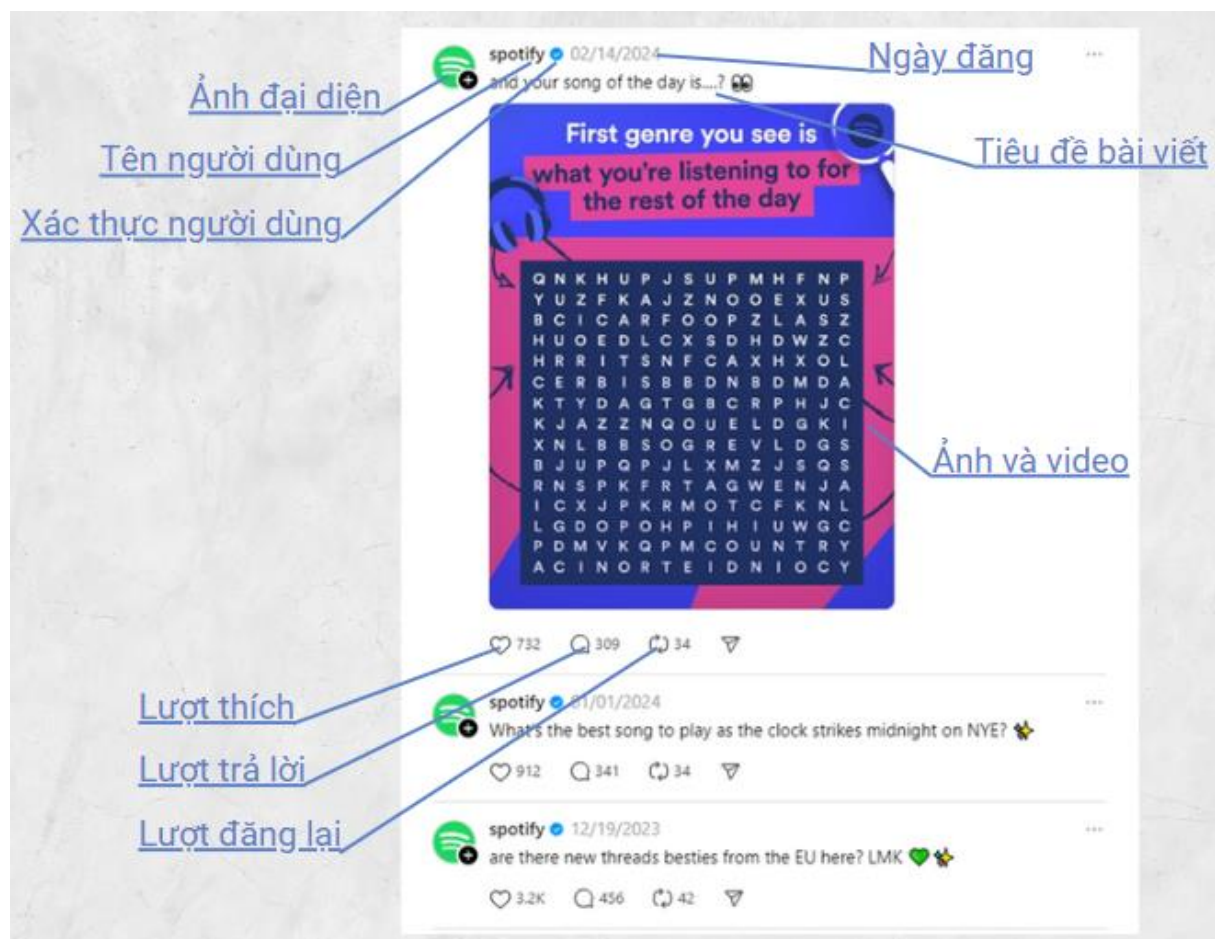 spotify 02/14/2024
Ngày đăng
Ảnh đại diện
and your song of the day is....? 👀
Tên người dùng
Tiêu đề bài viết
Xác thực người dùng
First genre you see is
what you're listening to for
the rest of the day
Q N K H U P J S U P M H F N P
Y U Z F K A J Z N O O E X U S
B C I C A R F O O P Z L A S Z
H U O E D L C X S D H D W Z C
H R R I T S N F C A X H X O L
C E R B I S B B D N B D M D A
K T Y D A G T G B C R P H J C
K J A Z Z N Q O U E L D G K I
X N L B B S O G R E V L D G S
B J U P Q P J L X M Z J S Q S
R N S P K F R T A G W E N J A
I C X J P K R M O T C F K N L
L G D O P O H P I H I U W G C
P D M V K Q P M C O U N T R Y
A C I N O R T E I D N I O C Y
Ảnh và video
732 309 34
Lượt thích
Lượt trả lời
Lượt đăng lại
spotify 01/01/2024
What's the best song to play as the clock strikes midnight on NYE? ✨
912 341 34
spotify 12/19/2023
are there new threads besties from the EU here? LMK 💚✨
3.2K 456 42